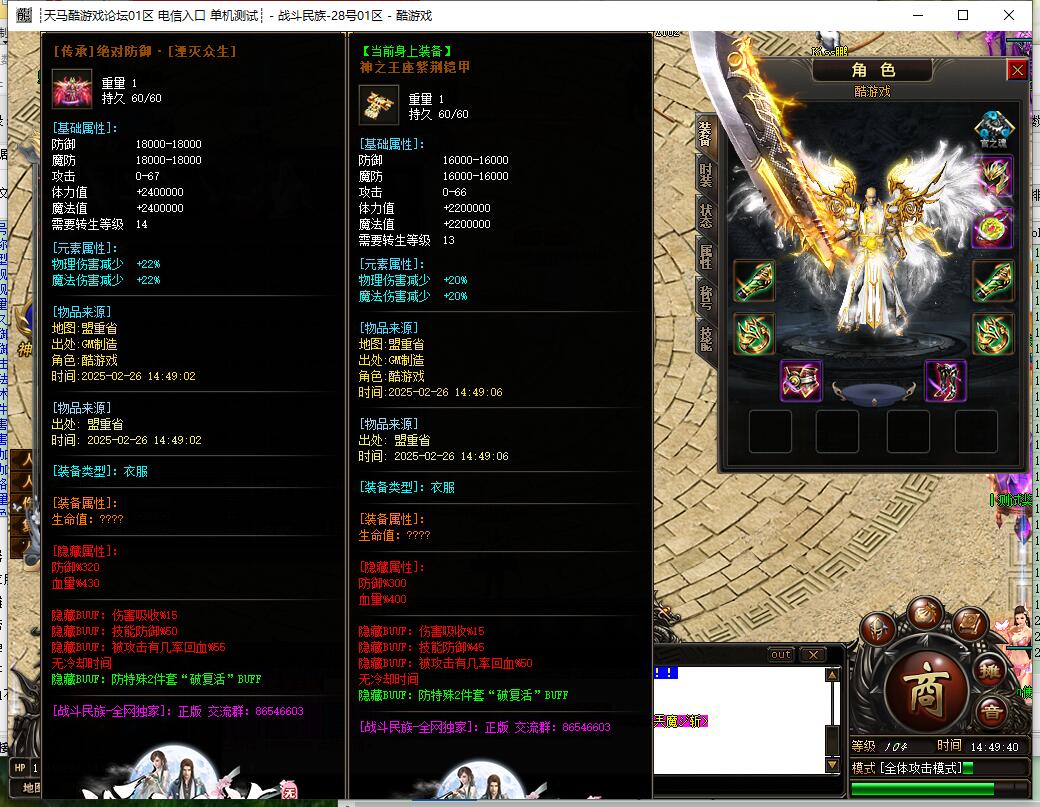 天马酷游戏论坛01区 电信入口 单机测试┆ - 战斗民族-28号01区 - 酷游戏
[传承]绝对防御·[湮灭众生]
重量 1
持久 60/60
[基础属性]:
防御 18000-18000
魔防 18000-18000
攻击 0-67
体力值 +2400000
魔法值 +2400000
需要转生等级 14
[元素属性]:
物理伤害减少 +22%
魔法伤害减少 +22%
[物品来源]
地图:盟重省
出处:GM制造
角色:酷游戏
时间:2025-02-26 14:49:02
[物品来源]
出处: 盟重省
时间: 2025-02-26 14:49:02
[装备类型]: 衣服
[装备属性]:
生命值: ????
[隐藏属性]:
防御%320
血量%430
隐藏BUUF: 伤害吸收%15
隐藏BUUF: 技能防御%50
隐藏BUUF: 被攻击有几率回血%55
无冷却时间
隐藏BUUF: 防特殊2件套“破复活”BUFF
[战斗民族-全网独家]: 正版 交流群: 86546603
【当前身上装备】
神之王座紫荆铠甲
重量 1
持久 60/60
[基础属性]:
防御 16000-16000
魔防 16000-16000
攻击 0-66
体力值 +2200000
魔法值 +2200000
需要转生等级 13
[元素属性]:
物理伤害减少 +20%
魔法伤害减少 +20%
[物品来源]
地图:盟重省
出处:GM制造
角色:酷游戏
时间:2025-02-26 14:49:06
[物品来源]
出处: 盟重省
时间: 2025-02-26 14:49:06
[装备类型]: 衣服
[装备属性]:
生命值: ????
[隐藏属性]:
防御%300
血量%400
隐藏BUUF: 伤害吸收%15
隐藏BUUF: 技能防御%45
隐藏BUUF: 被攻击有几率回血%50
无冷却时间
隐藏BUUF: 防特殊2件套“破复活”BUFF
[战斗民族-全网独家]: 正版 交流群: 86546603
角 色
酷游戏
装备
时装
状态
属性
称号
技能
out
商
摊
音
等级 104 时间 14:49:40
模式[全体攻击模式]
HP
地图